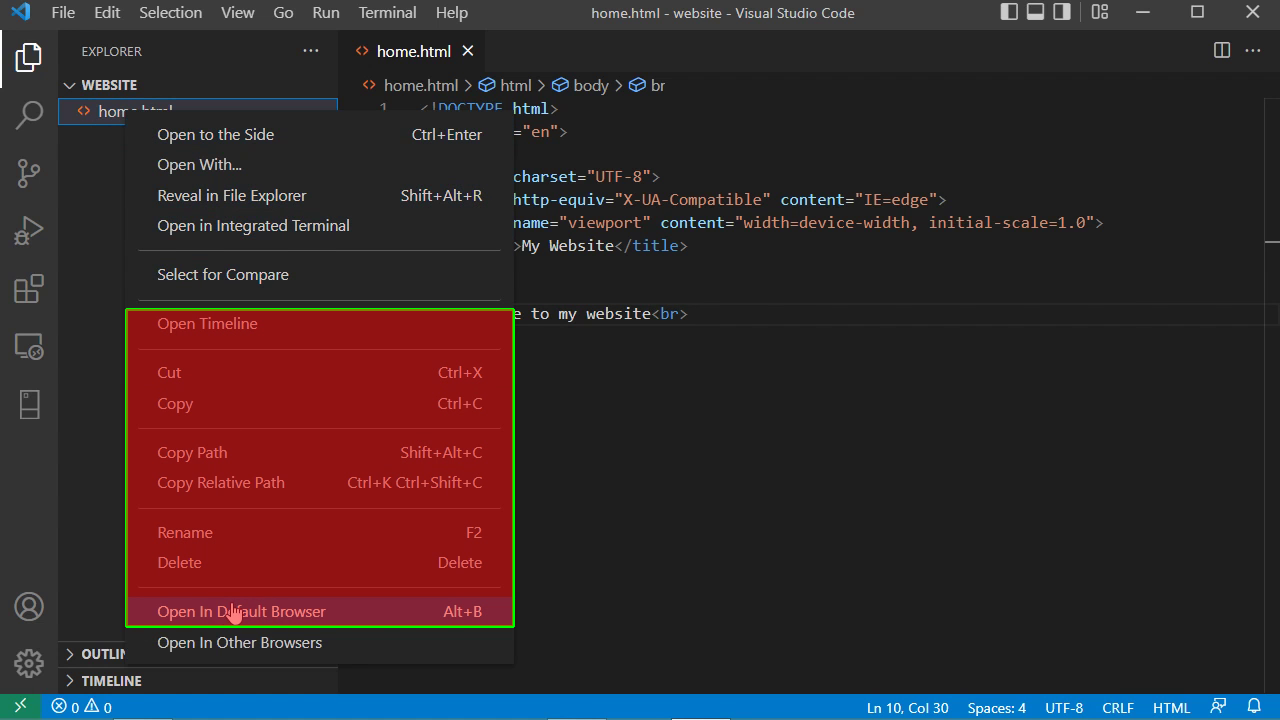 File Edit Selection View Go Run Terminal Help home.html - website - Visual Studio Code
EXPLORER
home.html
WEBSITE
home.html > html > body > br
home.html
1 <!DOCTYPE html>
="en">
charset="UTF-8">
http-equiv="X-UA-Compatible" content="IE=edge">
name="viewport" content="width=device-width, initial-scale=1.0">
>My Website</title>
e to my website<br>
Open to the Side Ctrl+Enter
Open With...
Reveal in File Explorer Shift+Alt+R
Open in Integrated Terminal
Select for Compare
Open Timeline
Cut Ctrl+X
Copy Ctrl+C
Copy Path Shift+Alt+C
Copy Relative Path Ctrl+K Ctrl+Shift+C
Rename F2
Delete Delete
Open In Default Browser Alt+B
Open In Other Browsers
OUTLIN
TIMELINE
0 0 Ln 10, Col 30 Spaces: 4 UTF-8 CRLF HTML